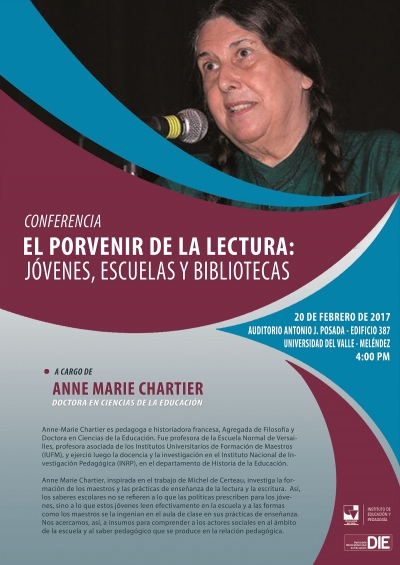 CONFERENCIA
EL PORVENIR DE LA LECTURA:
JÓVENES, ESCUELAS Y BIBLIOTECAS
20 DE FEBRERO DE 2017
AUDITORIO ANTONIO J. POSADA - EDIFICIO 387
UNIVERSIDAD DEL VALLE - MELÉNDEZ
4:00 PM
A CARGO DE
ANNE MARIE CHARTIER
DOCTORA EN CIENCIAS DE LA EDUCACIÓN
Anne-Marie Chartier es pedagoga e historiadora francesa, Agregada de Filosofía y
Doctora en Ciencias de la Educación. Fue profesora de la Escuela Normal de Versai-
lles, profesora asociada de los Institutos Universitarios de Formación de Maestros
(IUFM), y ejerció luego la docencia y la investigación en el Instituto Nacional de In-
vestigación Pedagógica (INRP), en el departamento de Historia de la Educación.
Anne Marie Chartier, inspirada en el trabajo de Michel de Certeau, investiga la for-
mación de los maestros y las prácticas de enseñanza de la lectura y la escritura. Así,
los saberes escolares no se refieren a lo que las políticas prescriben para los jóve-
nes, sino a lo que estos jóvenes leen efectivamente en la escuela y a las formas
como los maestros se la ingenian en el aula de clase en sus prácticas de enseñanza.
Nos acercamos, así, a insumos para comprender a los actores sociales en al ámbito
de la escuela y al saber pedagógico que se produce en la relación pedagógica.
INSTITUTO DE
EDUCACIÓN Y
PEDAGOGÍA
DIE